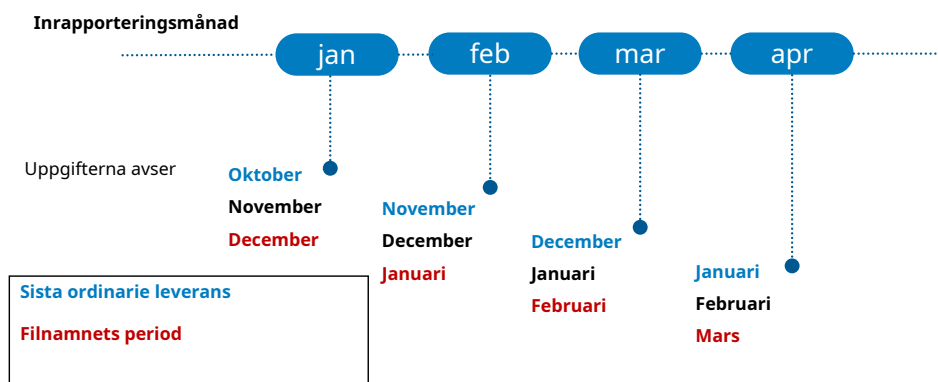 Inrapporteringsmånad
jan
feb
mar
apr
Uppgifterna avser
Oktober
November
December
November
December
Januari
December
Januari
Februari
Januari
Februari
Mars
Sista ordinarie leverans
Filnamnets period